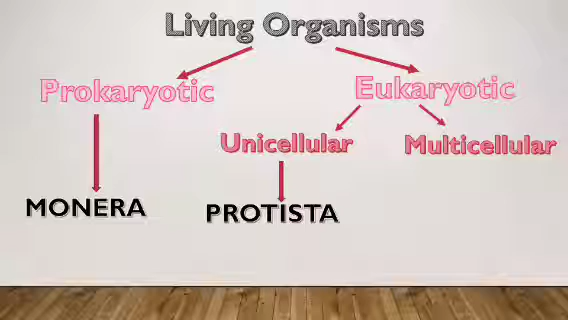 Living Organisms
Prokaryotic
Eukaryotic
Unicellular
Multicellular
MONERA
PROTISTA